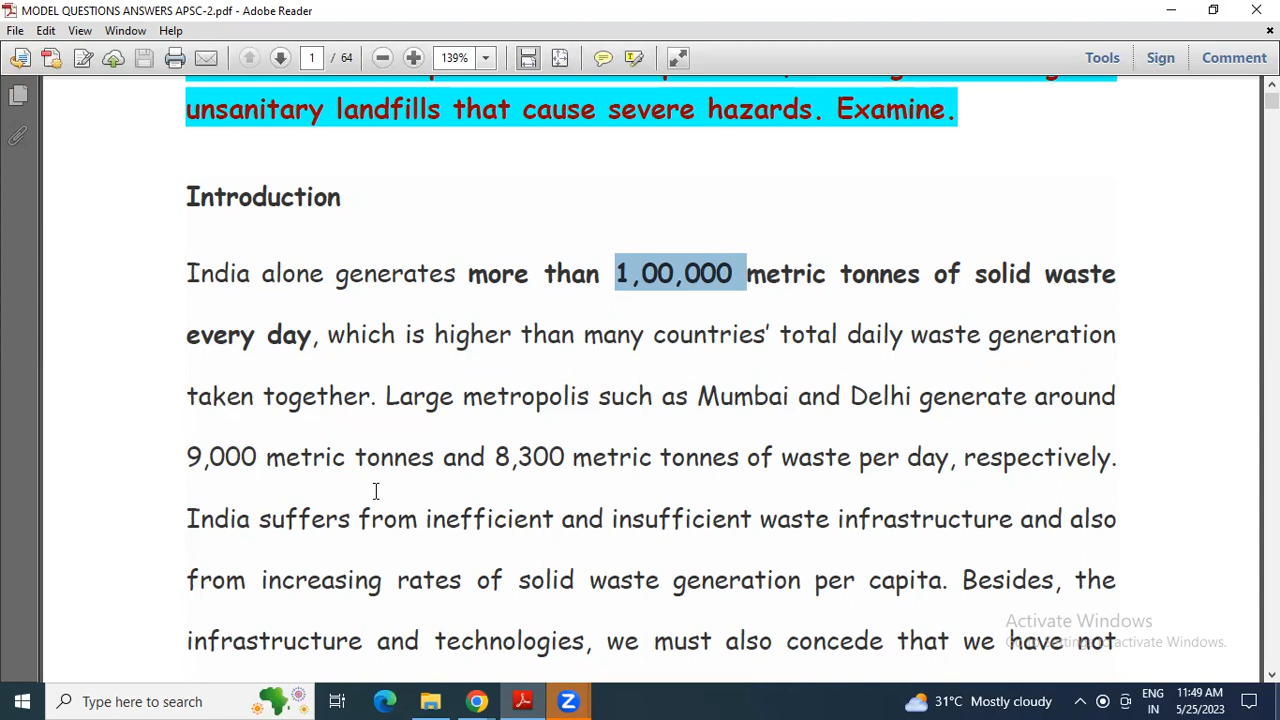 MODEL QUESTIONS ANSWERS APSC-2.pdf - Adobe Reader
File Edit View Window Help
1 / 64 139% Tools Sign Comment
unsanitary landfills that cause severe hazards. Examine.
Introduction
India alone generates more than 1,00,000 metric tonnes of solid waste
every day, which is higher than many countries’ total daily waste generation
taken together. Large metropolis such as Mumbai and Delhi generate around
9,000 metric tonnes and 8,300 metric tonnes of waste per day, respectively.
India suffers from inefficient and insufficient waste infrastructure and also
from increasing rates of solid waste generation per capita. Besides, the
Activate Windows
infrastructure and technologies, we must also concede that we have not
Go to Settings to activate Windows.
Type here to search
31°C Mostly cloudy
ENG
IN
11:49 AM
5/25/2023